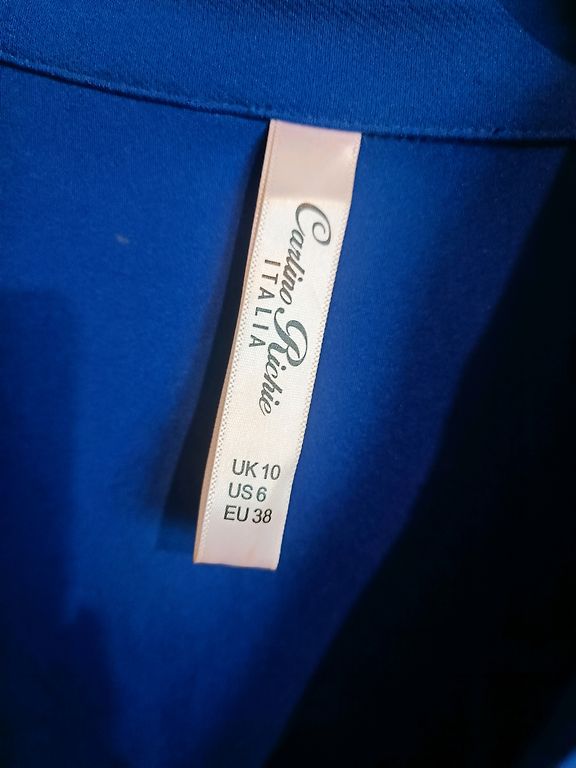 Carlino Richie
ITALIA
UK 10
US 6
EU 38